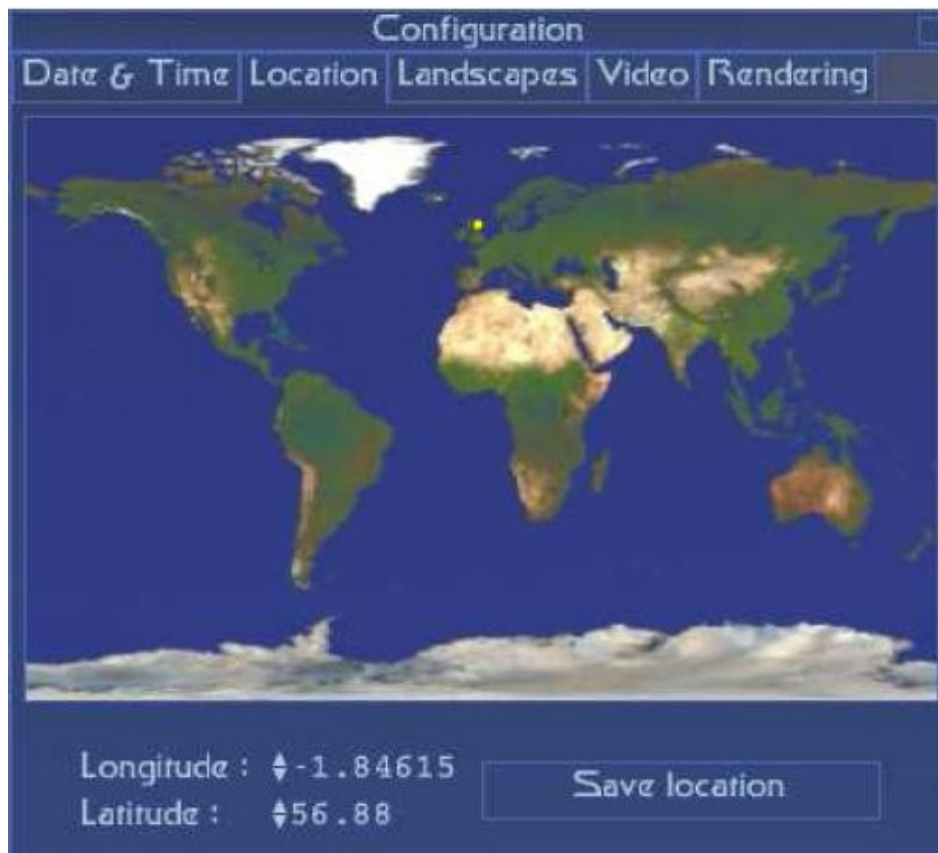 Configuration
Date & Time Location Landscapes Video Rendering
Longitude : -1.84615
Latitude : 56.88
Save location